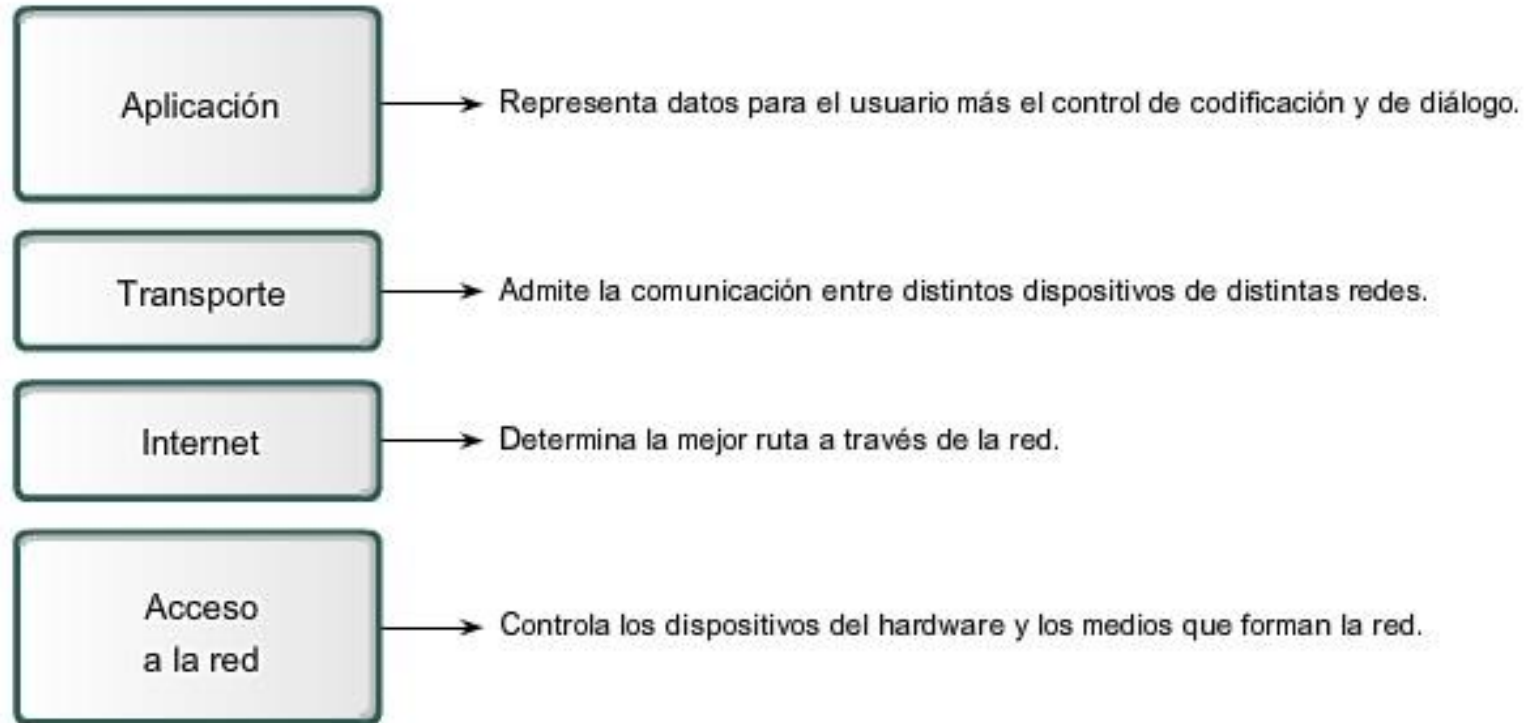 Aplicación
Representa datos para el usuario más el control de codificación y de diálogo.
Transporte
Admite la comunicación entre distintos dispositivos de distintas redes.
Internet
Determina la mejor ruta a través de la red.
Acceso
a la red
Controla los dispositivos del hardware y los medios que forman la red.